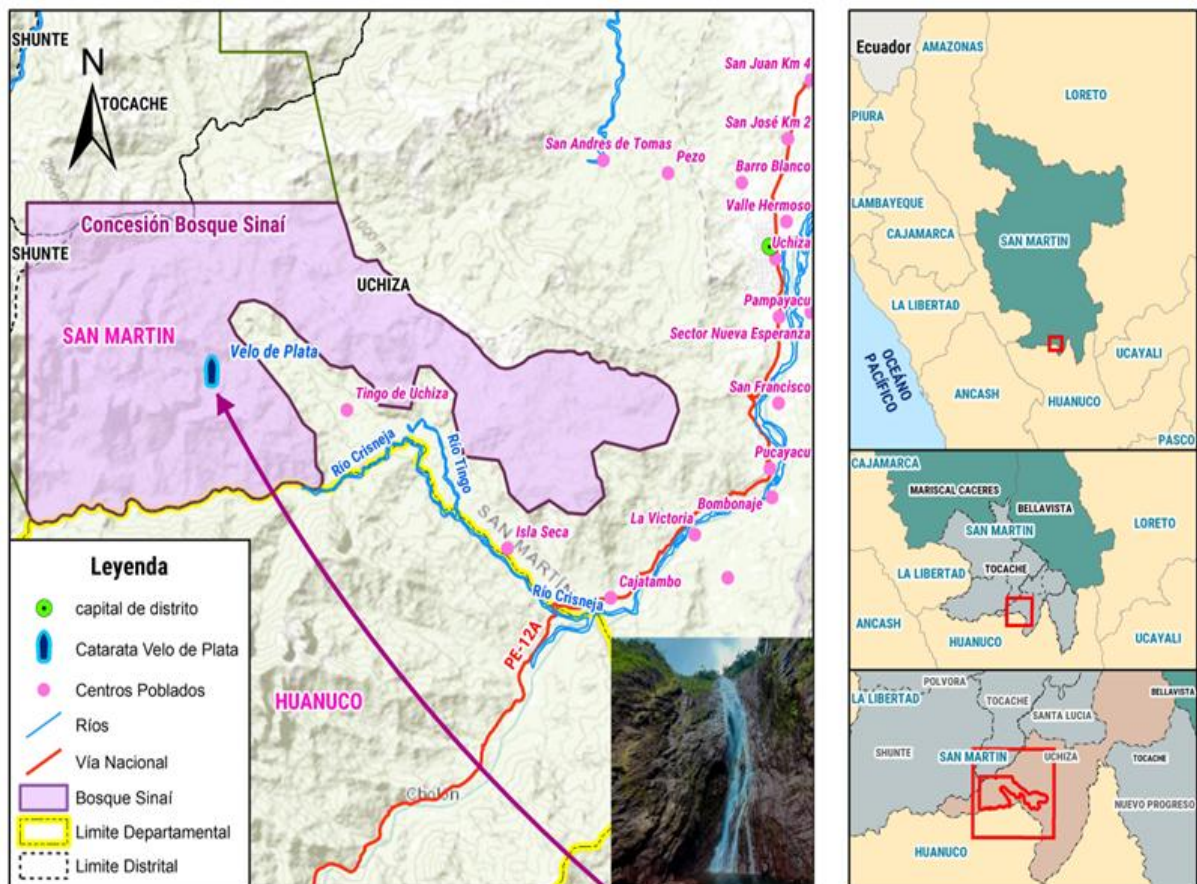 SHUNTE
N
TOCACHE
2000 m
1000 m
San Juan Km 4
San José Km 2
San Andres de Tomas
Pezo
Barro Blanco
Valle Hermoso
Concesión Bosque Sinaí
SHUNTE
UCHIZA
Uchiza
SAN MARTIN
Velo de Plata
Pampayacu
Sector Nueva Esperanza
Tingo de Uchiza
San Francisco
Río Crisneja
Río Tingo
Pucayacu
Bombonaje
La Victoria
Isla Seca
SAN MARTIN
Cajatambo
Río Crisneja
PE-12A
HUANUCO
Cholón
Leyenda
capital de distrito
Catarata Velo de Plata
Centros Poblados
Ríos
Vía Nacional
Bosque Sinaí
Limite Departamental
Limite Distrital
Ecuador
AMAZONAS
LORETO
PIURA
LAMBAYEQUE
CAJAMARCA
SAN MARTIN
LA LIBERTAD
OCEÁNO
PACÍFICO
UCAYALI
ANCASH
HUANUCO
PASCO
CAJAMARCA
MARISCAL CACERES
BELLAVISTA
SAN MARTIN
LORETO
LA LIBERTAD
TOCACHE
ANCASH
HUANUCO
UCAYALI
POLVORA
LA LIBERTAD
TOCACHE
BELLAVISTA
SANTA LUCIA
SHUNTE
SAN MARTIN
UCHIZA
TOCACHE
NUEVO PROGRESO
HUANUCO